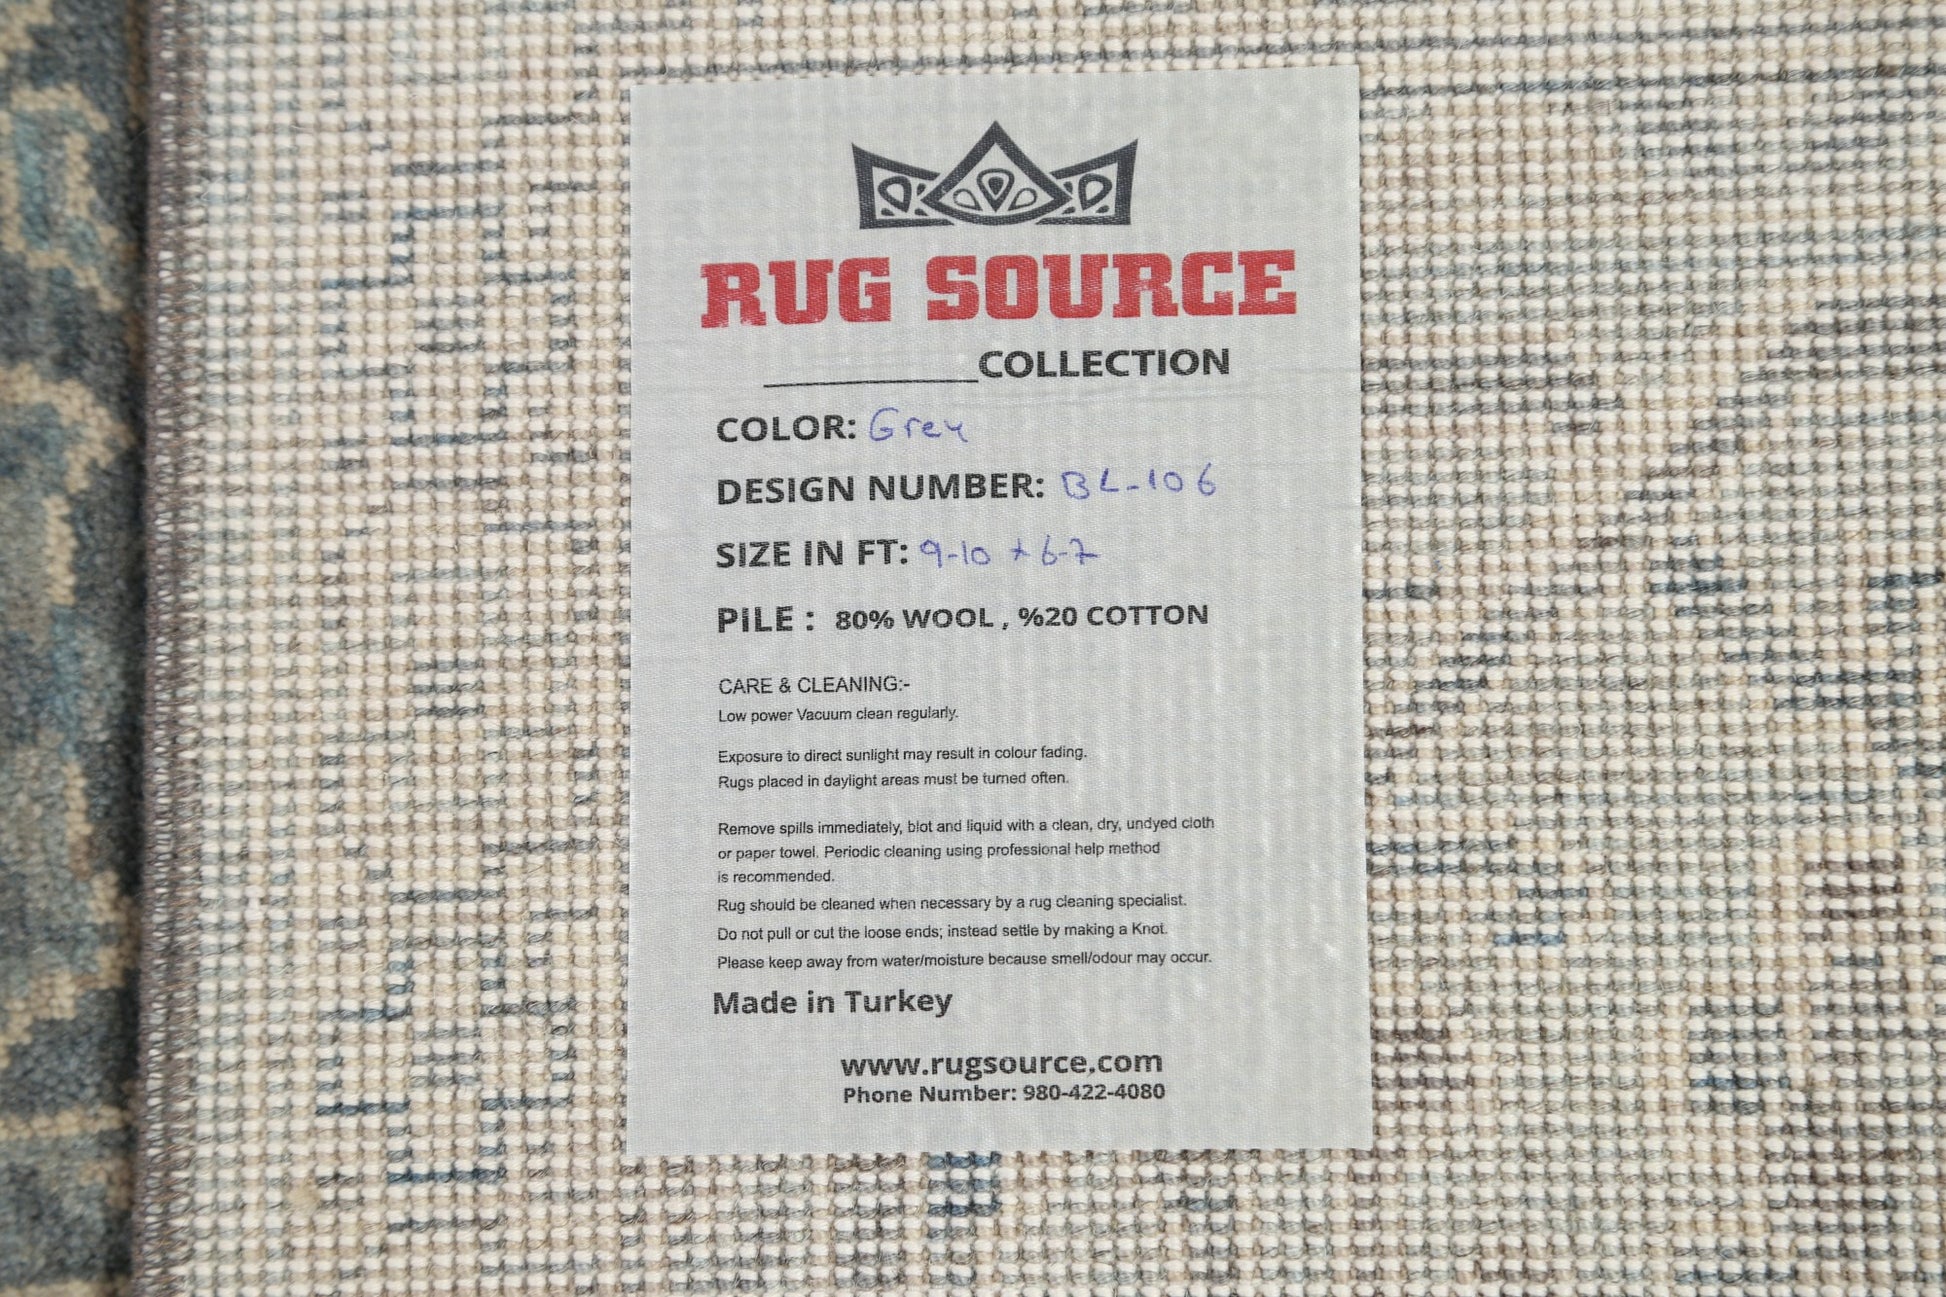 RUG SOURCE
__________COLLECTION
COLOR: Grey
DESIGN NUMBER: BL-106
SIZE IN FT: 9-10 x 6-7
PILE : 80% WOOL , %20 COTTON
CARE & CLEANING:-
Low power Vacuum clean regularly.
Exposure to direct sunlight may result in colour fading.
Rugs placed in daylight areas must be turned often.
Remove spills immediately, blot and liquid with a clean, dry, undyed cloth
or paper towel. Periodic cleaning using professional help method
is recommended.
Rug should be cleaned when necessary by a rug cleaning specialist.
Do not pull or cut the loose ends; instead settle by making a Knot.
Please keep away from water/moisture because smell/odour may occur.
Made in Turkey
www.rugsource.com
Phone Number: 980-422-4080